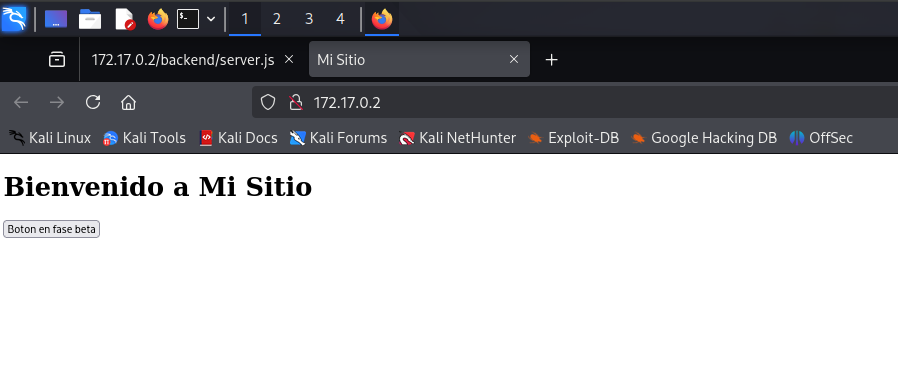 1 2 3 4
172.17.0.2/backend/server.js Mi Sitio
172.17.0.2
Kali Linux Kali Tools Kali Docs Kali Forums Kali NetHunter Exploit-DB Google Hacking DB OffSec
Bienvenido a Mi Sitio
Boton en fase beta